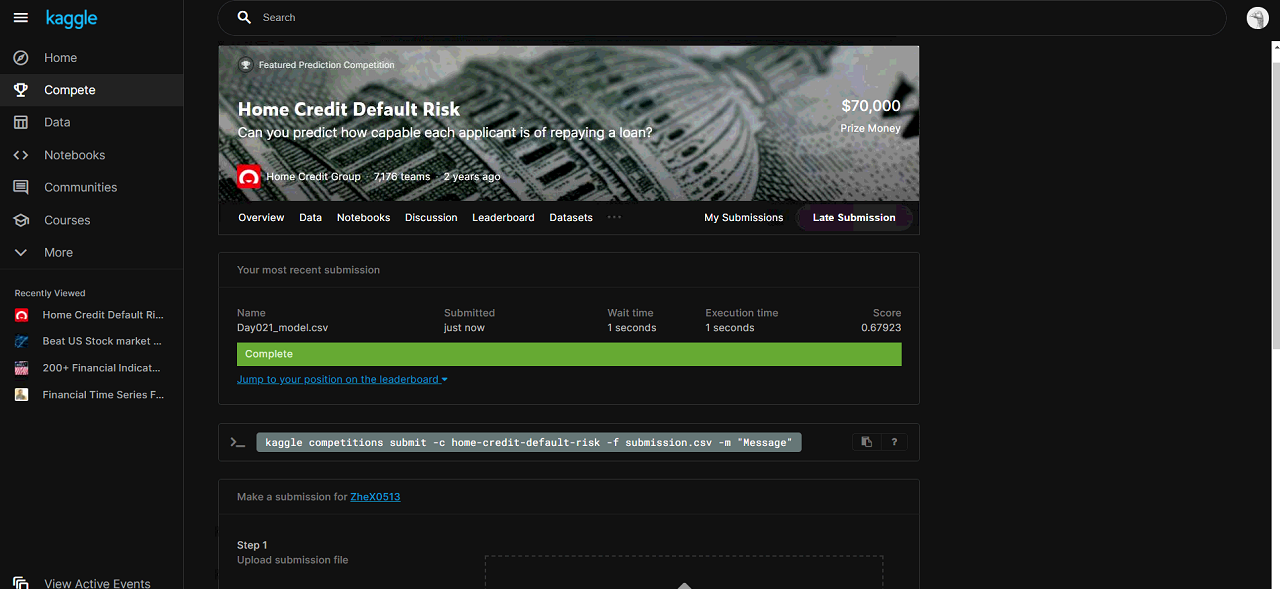 kaggle
Search
Home
Compete
Data
Notebooks
Communities
Courses
More
Recently Viewed
Home Credit Default Ri...
Beat US Stock market ...
200+ Financial Indicat...
Financial Time Series F...
View Active Events
Featured Prediction Competition
Home Credit Default Risk
Can you predict how capable each applicant is of repaying a loan?
$70,000
Prize Money
Home Credit Group · 7,176 teams · 2 years ago
Overview Data Notebooks Discussion Leaderboard Datasets ··· My Submissions Late Submission
Your most recent submission
Name Submitted Wait time Execution time Score
Day021_model.csv just now 1 seconds 1 seconds 0.67923
Complete
Jump to your position on the leaderboard
>_ kaggle competitions submit -c home-credit-default-risk -f submission.csv -m "Message" ?
Make a submission for ZheX0513
Step 1
Upload submission file